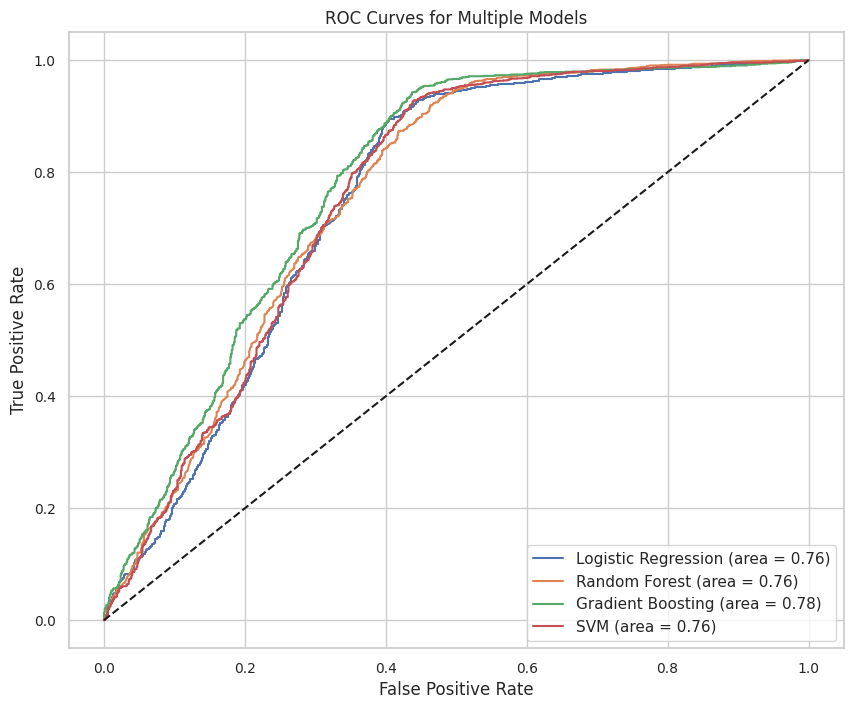 ROC Curves for Multiple Models
True Positive Rate
1.0
0.8
0.6
0.4
0.2
0.0
0.0 0.2 0.4 0.6 0.8 1.0
False Positive Rate
Logistic Regression (area = 0.76)
Random Forest (area = 0.76)
Gradient Boosting (area = 0.78)
SVM (area = 0.76)